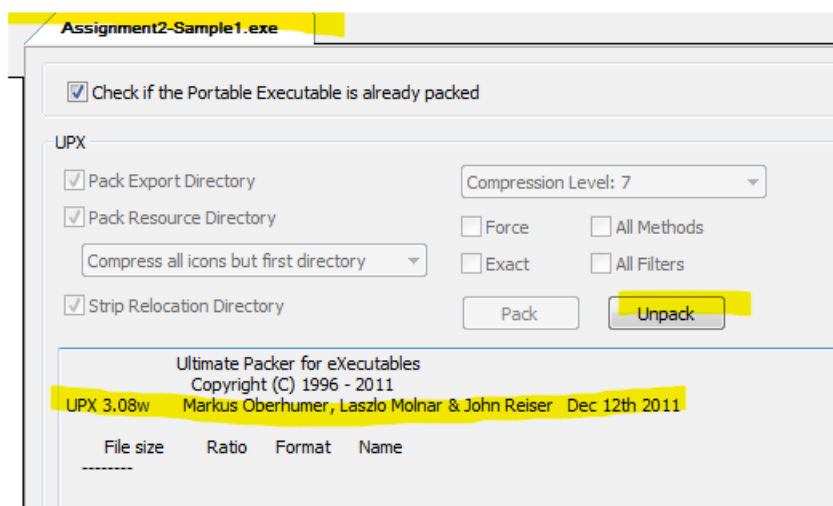 Assignment2-Sample1.exe
Check if the Portable Executable is already packed
UPX
Pack Export Directory
Compression Level: 7
Pack Resource Directory
Force
All Methods
Compress all icons but first directory
Exact
All Filters
Strip Relocation Directory
Pack
Unpack
Ultimate Packer for eXecutables
Copyright (C) 1996 - 2011
UPX 3.08w Markus Oberhumer, Laszlo Molnar & John Reiser Dec 12th 2011
File size Ratio Format Name
--------